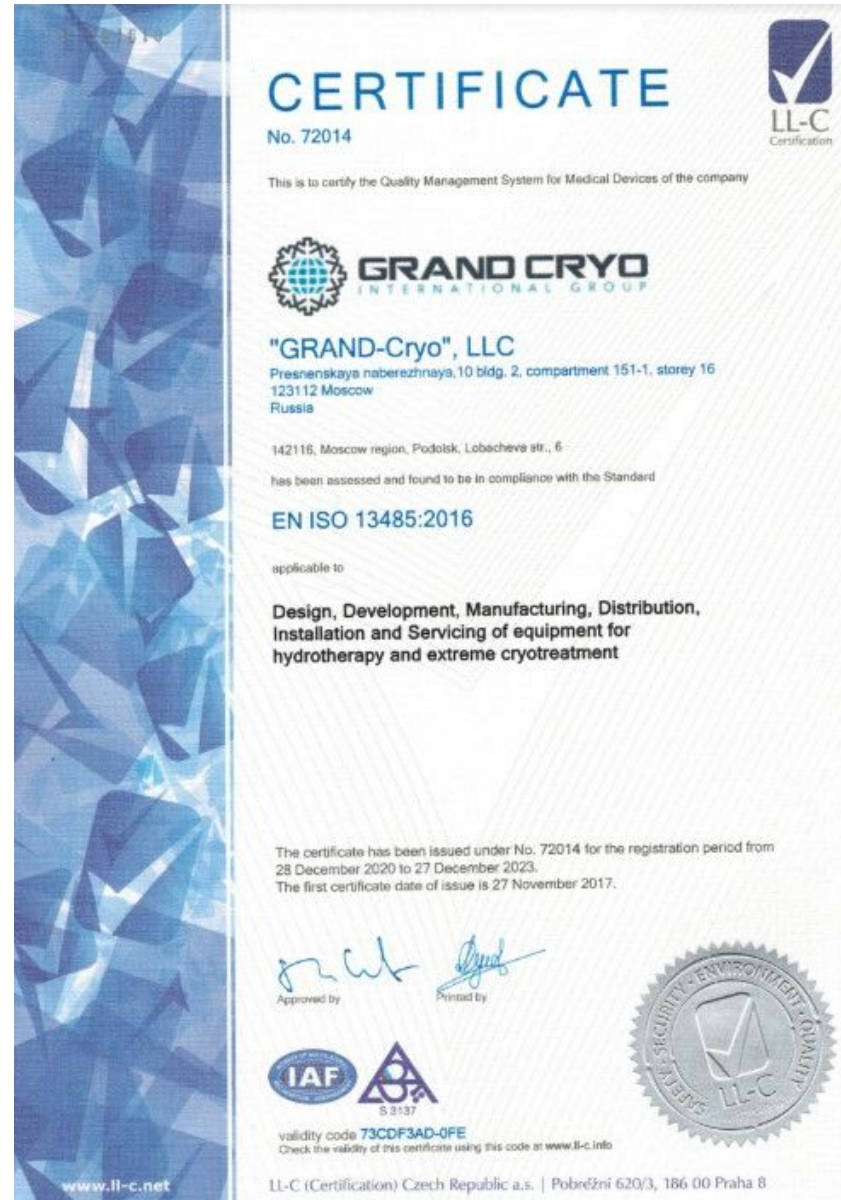 CERTIFICATE
No. 72014
LL-C
Certification
This is to certify the Quality Management System for Medical Devices of the company
GRAND CRYO
INTERNATIONAL GROUP
"GRAND-Cryo", LLC
Presnenskaya naberezhnaya,10 bldg. 2, compartment 151-1, storey 16
123112 Moscow
Russia
142116, Moscow region, Podolsk, Lobacheva str., 6
has been assessed and found to be in compliance with the Standard
EN ISO 13485:2016
applicable to
Design, Development, Manufacturing, Distribution,
Installation and Servicing of equipment for
hydrotherapy and extreme cryotreatment
The certificate has been issued under No. 72014 for the registration period from
28 December 2020 to 27 December 2023.
The first certificate date of issue is 27 November 2017.
Approved by
Printed by
SAFETY · SECURITY · ENVIRONMENT · QUALITY
LL-C
IAF
S 3137
validity code 73CDF3AD-0FE
Check the validity of this certificate using this code at www.ll-c.info
www.ll-c.net
LL-C (Certification) Czech Republic a.s. | Pobřežní 620/3, 186 00 Praha 8